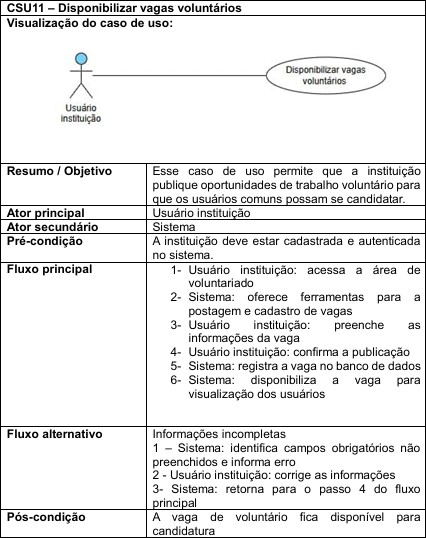 CSU11 – Disponibilizar vagas voluntários
Visualização do caso de uso:
Disponibilizar vagas
voluntários
Usuário
instituição
Resumo / Objetivo
Esse caso de uso permite que a instituição
publique oportunidades de trabalho voluntário para
que os usuários comuns possam se candidatar.
Ator principal
Usuário instituição
Ator secundário
Sistema
Pré-condição
A instituição deve estar cadastrada e autenticada
no sistema.
Fluxo principal
1- Usuário instituição: acessa a área de
voluntariado
2- Sistema: oferece ferramentas para a
postagem e cadastro de vagas
3- Usuário instituição: preenche as
informações da vaga
4- Usuário instituição: confirma a publicação
5- Sistema: registra a vaga no banco de dados
6- Sistema: disponibiliza a vaga para
visualização dos usuários
Fluxo alternativo
Informações incompletas
1 – Sistema: identifica campos obrigatórios não
preenchidos e informa erro
2 - Usuário instituição: corrige as informações
3- Sistema: retorna para o passo 4 do fluxo
principal
Pós-condição
A vaga de voluntário fica disponível para
candidatura